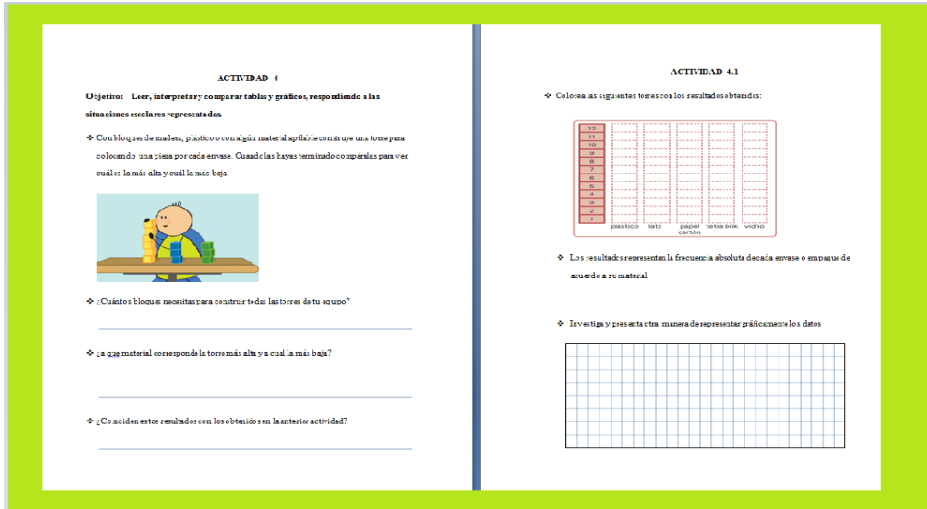 ACTIVIDAD 4
Objetivo: Leer, interpretar y comparar tablas y gráficos, respondiendo a las
situaciones escolares representadas.
❖ Con bloques de madera, plástico o con algún material apilable construye una torre para
colocando una pieza por cada envase. Cuando las hayas terminado compáralas para ver
cuál es la más alta y cuál la más baja
❖ ¿Cuántos bloques necesitas para construir todas las torres de tu equipo?
❖ ¿a que material corresponde la torre más alta y a cual la más baja?
❖ ¿Coinciden estos resultados con los obtenidos en la anterior actividad?
ACTIVIDAD 4.1
❖ Colorea las siguientes torres con los resultados obtenidos:
12
11
10
9
8
7
6
5
4
3
2
1
plástico lata papel tetra brik vidrio
cartón
❖ Los resultados representan la frecuencia absoluta de cada envase o empaque de
acuerdo a su material
❖ Investiga y presenta otra manera de representar gráficamente los datos